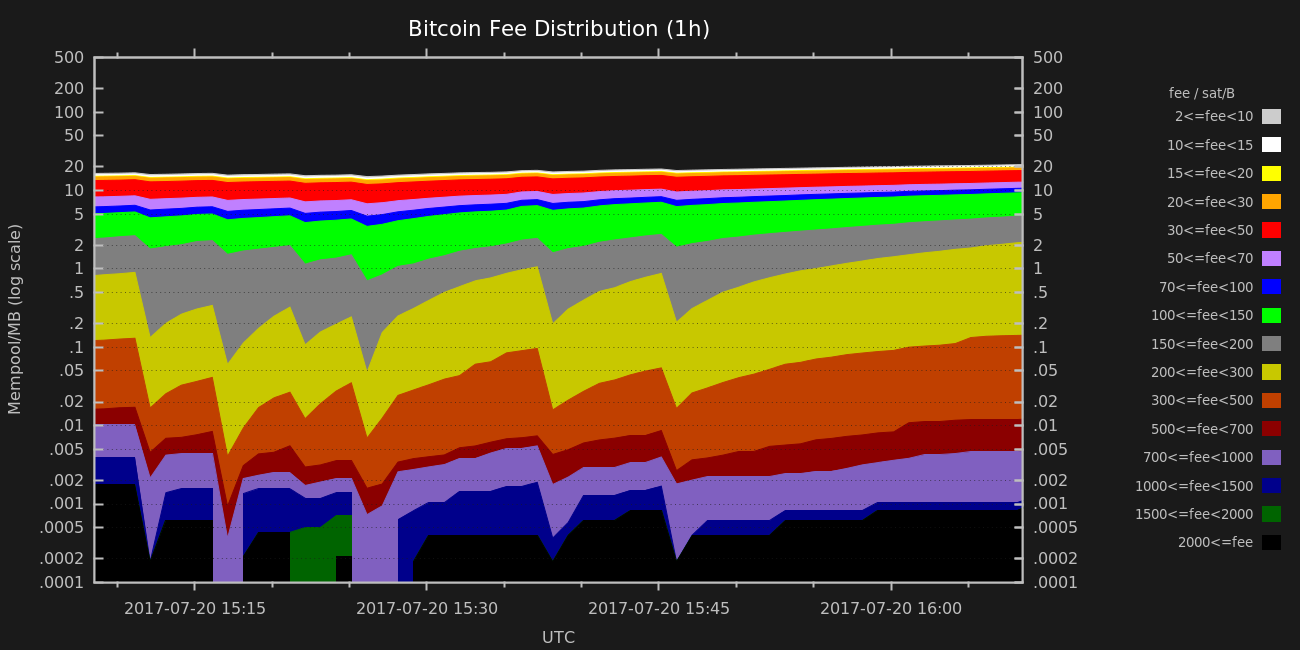 Bitcoin Fee Distribution (1h)
Mempool/MB (log scale)
500
200
100
50
20
10
5
2
1
.5
.2
.1
.05
.02
.01
.005
.002
.001
.0005
.0002
.0001
500
200
100
50
20
10
5
2
1
.5
.2
.1
.05
.02
.01
.005
.002
.001
.0005
.0002
.0001
2017-07-20 15:15
2017-07-20 15:30
2017-07-20 15:45
2017-07-20 16:00
UTC
fee / sat/B
2<=fee<10
10<=fee<15
15<=fee<20
20<=fee<30
30<=fee<50
50<=fee<70
70<=fee<100
100<=fee<150
150<=fee<200
200<=fee<300
300<=fee<500
500<=fee<700
700<=fee<1000
1000<=fee<1500
1500<=fee<2000
2000<=fee